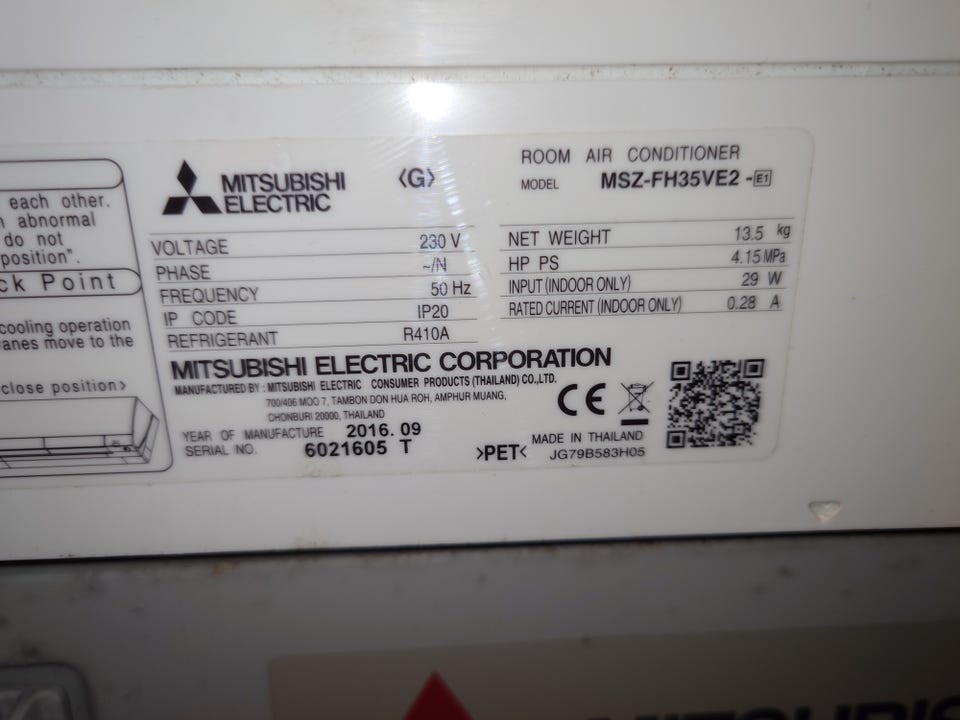 each other.
abnormal
do not
position".
ck Point
cooling operation
anes move to the
close position>
MITSUBISHI
ELECTRIC
<G>
ROOM AIR CONDITIONER
MODEL MSZ-FH35VE2 -E1
VOLTAGE 230 V
PHASE ~/N
FREQUENCY 50 Hz
IP CODE IP20
REFRIGERANT R410A
NET WEIGHT 13.5 kg
HP PS 4.15 MPa
INPUT (INDOOR ONLY) 29 W
RATED CURRENT (INDOOR ONLY) 0.28 A
MITSUBISHI ELECTRIC CORPORATION
MANUFACTURED BY : MITSUBISHI ELECTRIC CONSUMER PRODUCTS (THAILAND) CO.,LTD.
700/406 MOO 7, TAMBON DON HUA ROH, AMPHUR MUANG,
CHONBURI 20000, THAILAND
YEAR OF MANUFACTURE 2016. 09
SERIAL NO. 6021605 T
CE
>PET<
MADE IN THAILAND
JG79B583H05